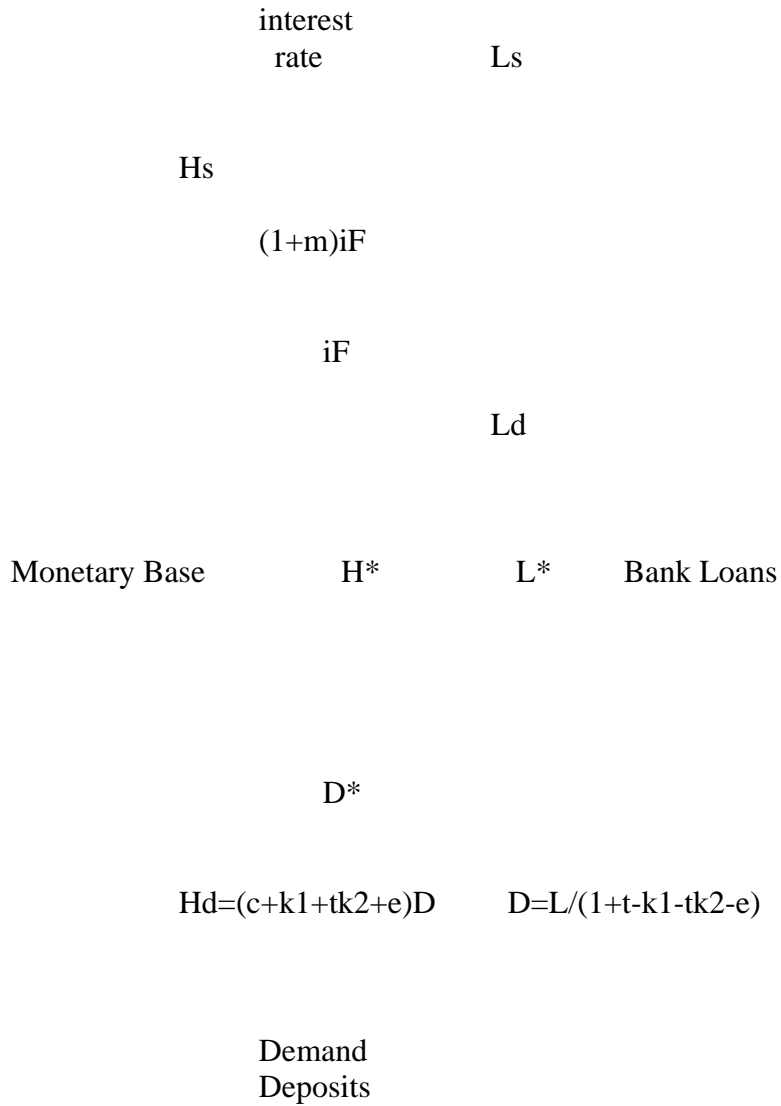 interest
rate Ls
Hs
(1+m)iF
iF
Ld
Monetary Base H* L* Bank Loans
D*
Hd=(c+k1+tk2+e)D D=L/(1+t-k1-tk2-e)
Demand
Deposits